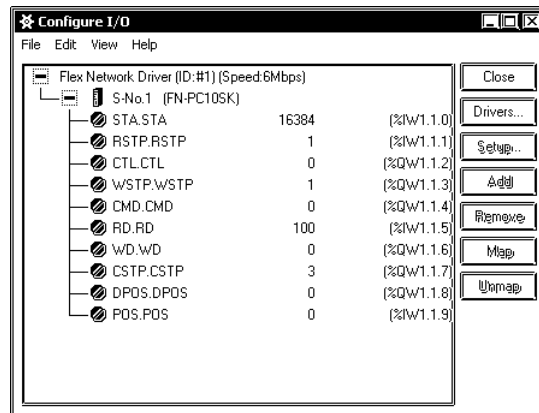 Configure I/O
File Edit View Help
Flex Network Driver (ID:#1) (Speed:6Mbps)
S-No.1 (FN-PC10SK)
STA.STA 16384 (%IW1.1.0)
RSTP.RSTP 1 (%IW1.1.1)
CTL.CTL 0 (%QW1.1.2)
WSTP.WSTP 1 (%QW1.1.3)
CMD.CMD 0 (%QW1.1.4)
RD.RD 100 (%IW1.1.5)
WD.WD 0 (%QW1.1.6)
CSTP.CSTP 3 (%QW1.1.7)
DPOS.DPOS 0 (%QW1.1.8)
POS.POS 0 (%IW1.1.9)
Close
Drivers...
Setup...
Add
Remove
Map
Unmap